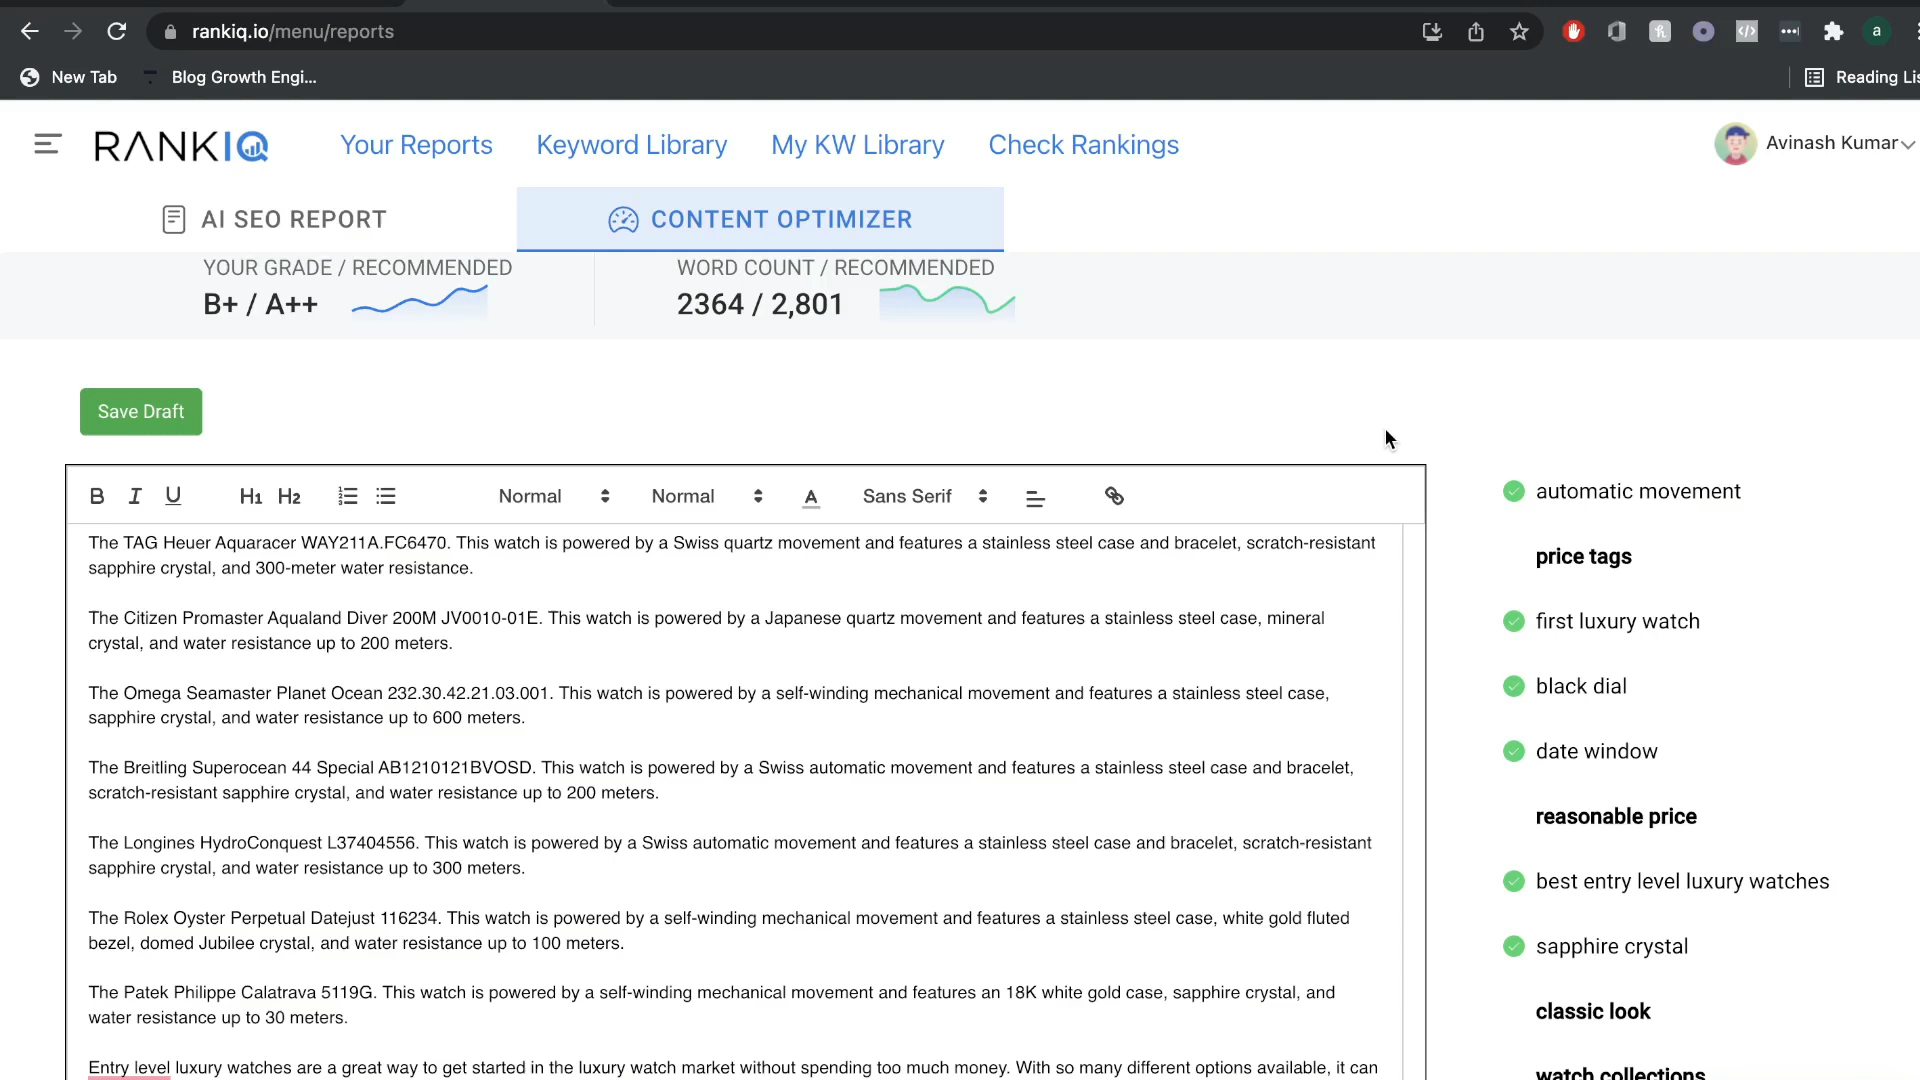 rankiq.io/menu/reports
a
New Tab
Blog Growth Engi...
Reading Lis
RANKIQ
Your Reports
Keyword Library
My KW Library
Check Rankings
Avinash Kumar
AI SEO REPORT
CONTENT OPTIMIZER
YOUR GRADE / RECOMMENDED
B+ / A++
WORD COUNT / RECOMMENDED
2364 / 2,801
Save Draft
B I U H1 H2 Normal Normal A Sans Serif
The TAG Heuer Aquaracer WAY211A.FC6470. This watch is powered by a Swiss quartz movement and features a stainless steel case and bracelet, scratch-resistant
sapphire crystal, and 300-meter water resistance.
The Citizen Promaster Aqualand Diver 200M JV0010-01E. This watch is powered by a Japanese quartz movement and features a stainless steel case, mineral
crystal, and water resistance up to 200 meters.
The Omega Seamaster Planet Ocean 232.30.42.21.03.001. This watch is powered by a self-winding mechanical movement and features a stainless steel case,
sapphire crystal, and water resistance up to 600 meters.
The Breitling Superocean 44 Special AB1210121BVOSD. This watch is powered by a Swiss automatic movement and features a stainless steel case and bracelet,
scratch-resistant sapphire crystal, and water resistance up to 200 meters.
The Longines HydroConquest L37404556. This watch is powered by a Swiss automatic movement and features a stainless steel case and bracelet, scratch-resistant
sapphire crystal, and water resistance up to 300 meters.
The Rolex Oyster Perpetual Datejust 116234. This watch is powered by a self-winding mechanical movement and features a stainless steel case, white gold fluted
bezel, domed Jubilee crystal, and water resistance up to 100 meters.
The Patek Philippe Calatrava 5119G. This watch is powered by a self-winding mechanical movement and features an 18K white gold case, sapphire crystal, and
water resistance up to 30 meters.
Entry level luxury watches are a great way to get started in the luxury watch market without spending too much money. With so many different options available, it can
automatic movement
price tags
first luxury watch
black dial
date window
reasonable price
best entry level luxury watches
sapphire crystal
classic look
watch collections